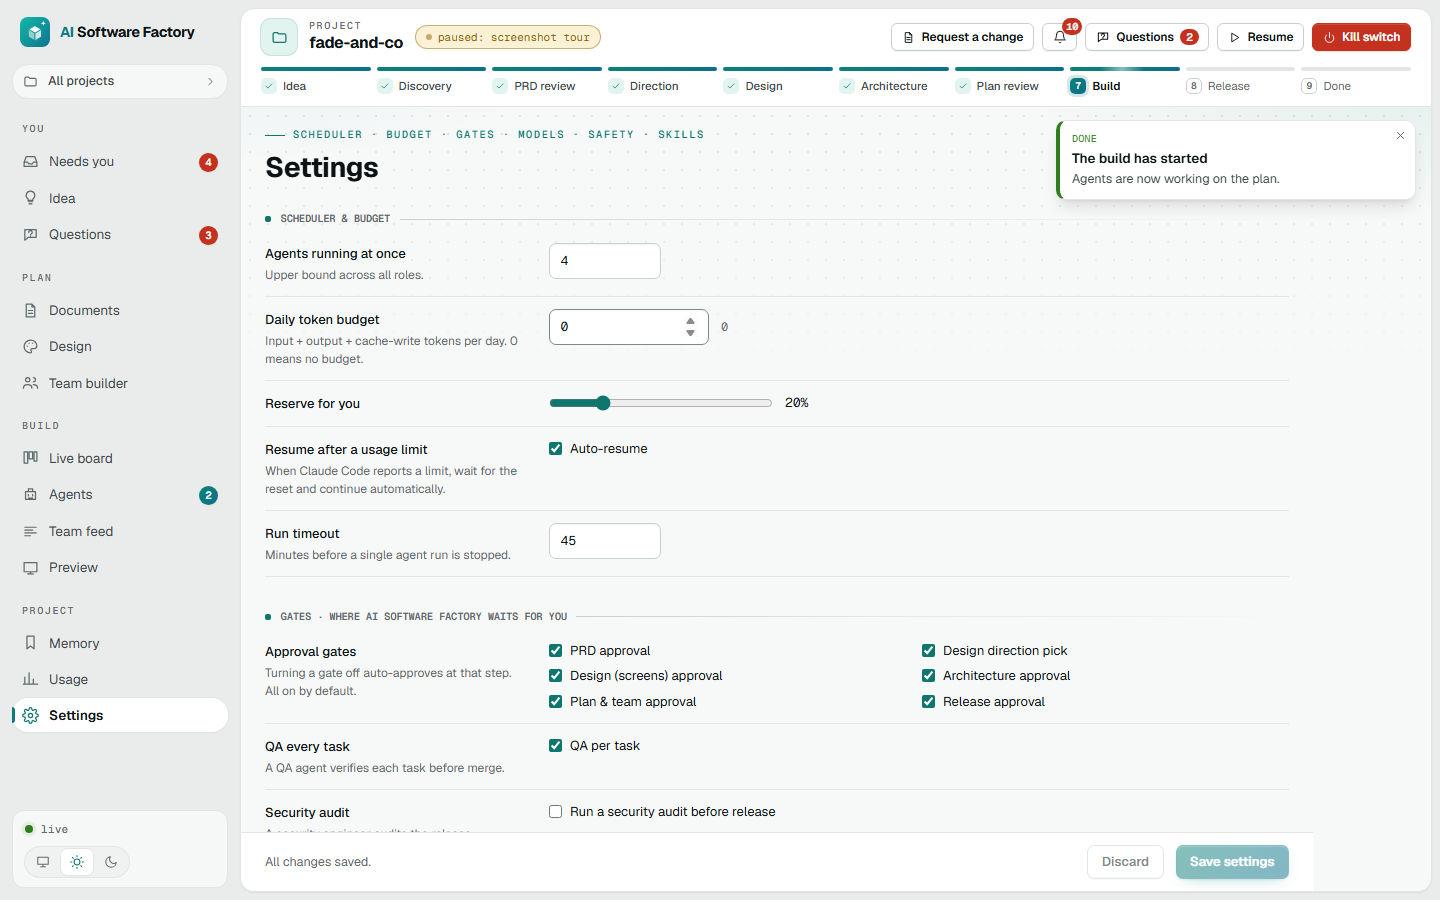 AI Software Factory
All projects
YOU
Needs you 4
Idea
Questions 3
PLAN
Documents
Design
Team builder
BUILD
Live board
Agents 2
Team feed
Preview
PROJECT
Memory
Usage
Settings
live
PROJECT
fade-and-co
paused: screenshot tour
Request a change
10
Questions 2
Resume
Kill switch
Idea
Discovery
PRD review
Direction
Design
Architecture
Plan review
7 Build
8 Release
9 Done
SCHEDULER · BUDGET · GATES · MODELS · SAFETY · SKILLS
Settings
DONE
The build has started
Agents are now working on the plan.
SCHEDULER & BUDGET
Agents running at once
Upper bound across all roles.
4
Daily token budget
Input + output + cache-write tokens per day. 0
means no budget.
0
0
Reserve for you
20%
Resume after a usage limit
When Claude Code reports a limit, wait for the
reset and continue automatically.
Auto-resume
Run timeout
Minutes before a single agent run is stopped.
45
GATES · WHERE AI SOFTWARE FACTORY WAITS FOR YOU
Approval gates
Turning a gate off auto-approves at that step.
All on by default.
PRD approval
Design direction pick
Design (screens) approval
Architecture approval
Plan & team approval
Release approval
QA every task
A QA agent verifies each task before merge.
QA per task
Security audit
Run a security audit before release
All changes saved.
Discard
Save settings